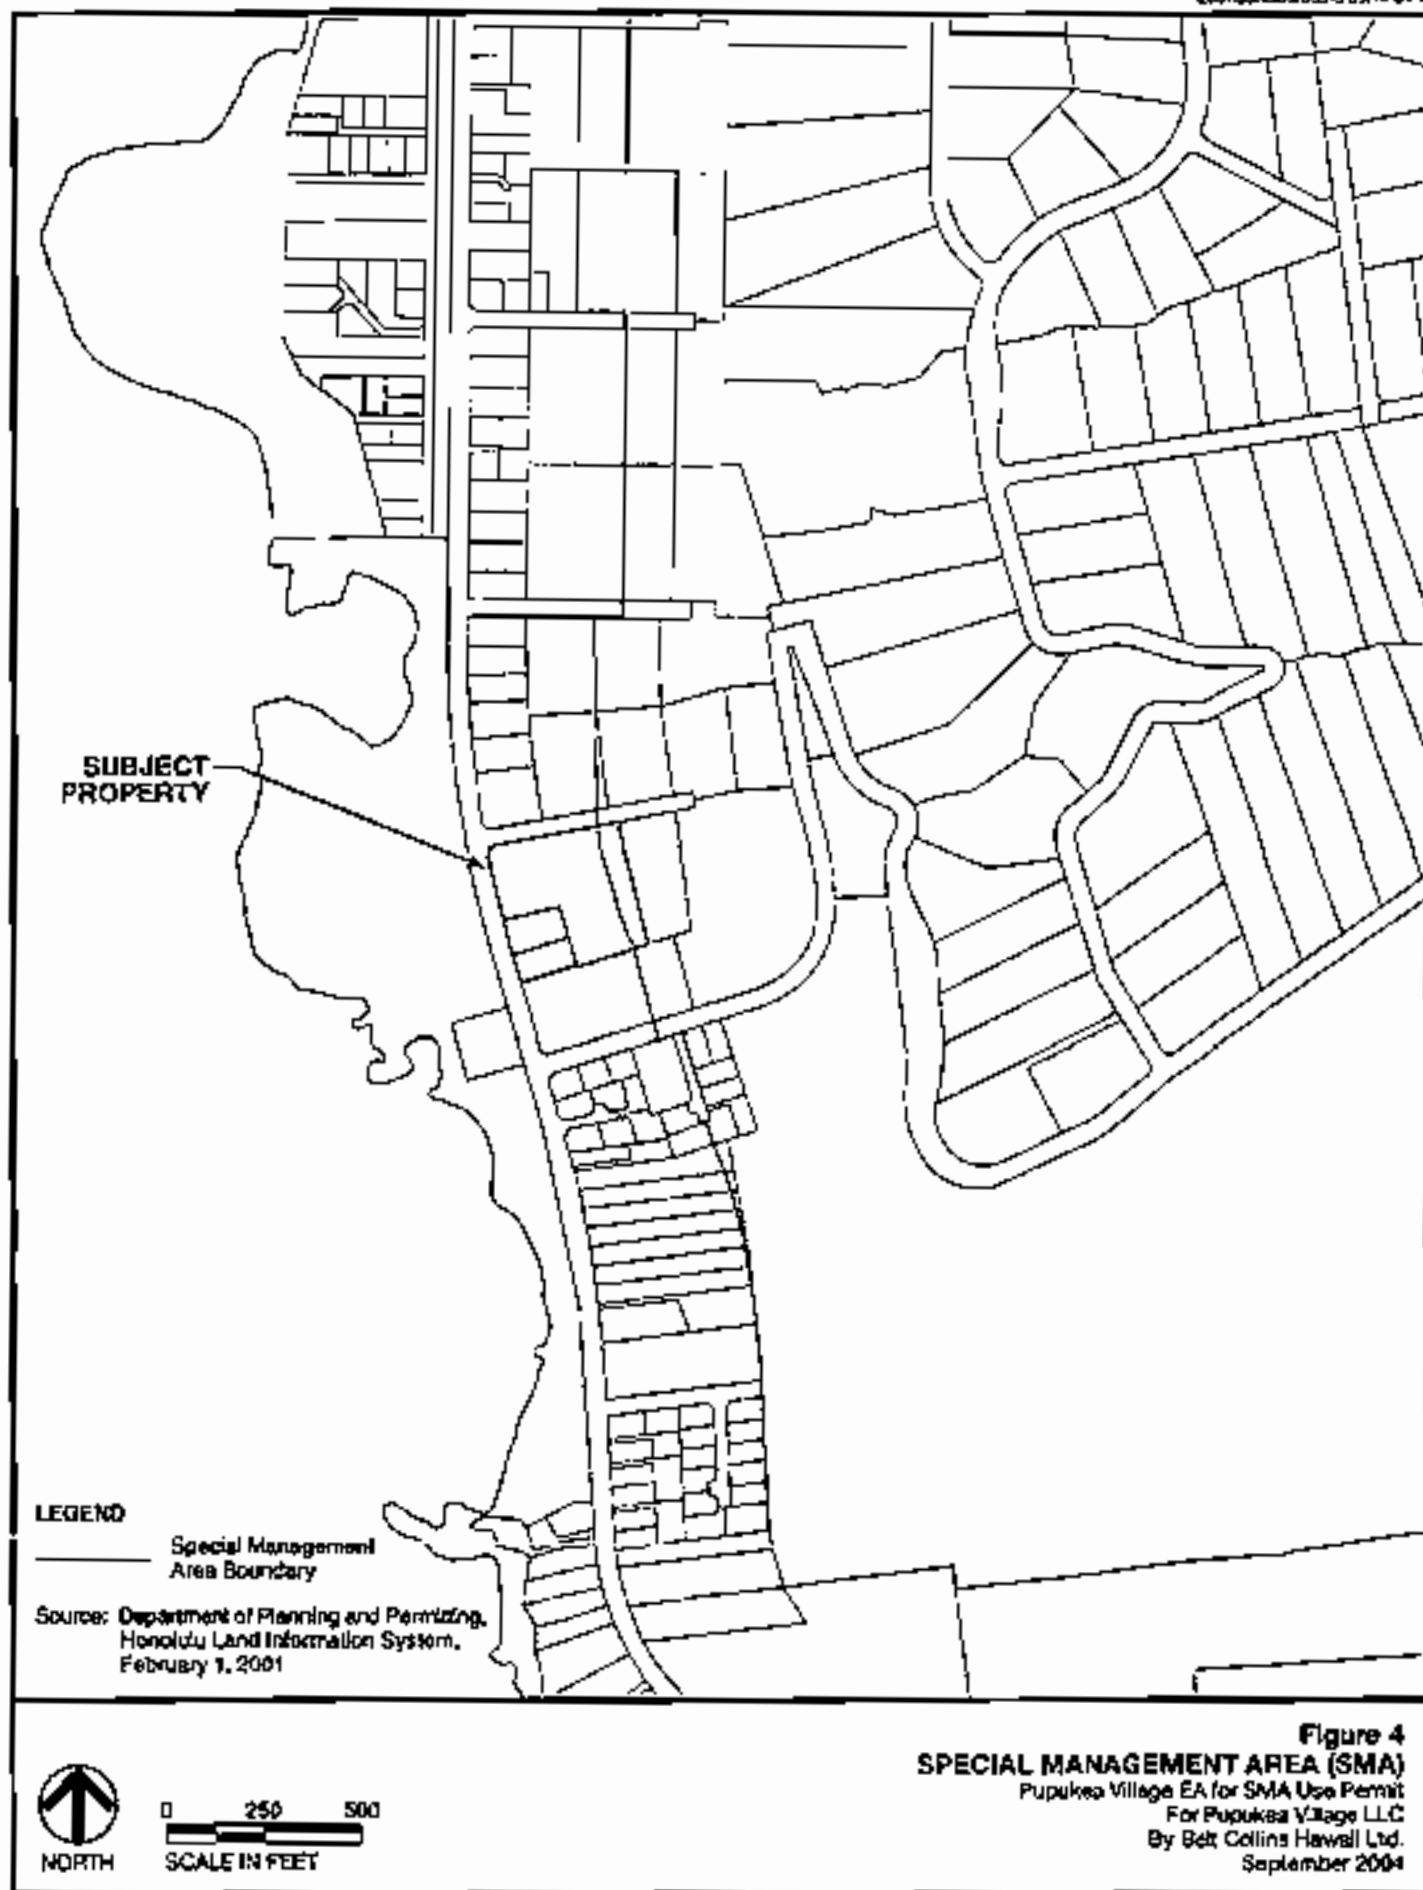 SUBJECT
PROPERTY
LEGEND
Special Management
Area Boundary
Source: Department of Planning and Permitting,
Honolulu Land Information System,
February 1, 2001
NORTH
0 250 500
SCALE IN FEET
Figure 4
SPECIAL MANAGEMENT AREA (SMA)
Pupukea Village EA for SMA Use Permit
For Pupukea Village LLC
By Belt Collins Hawaii Ltd.
September 2004